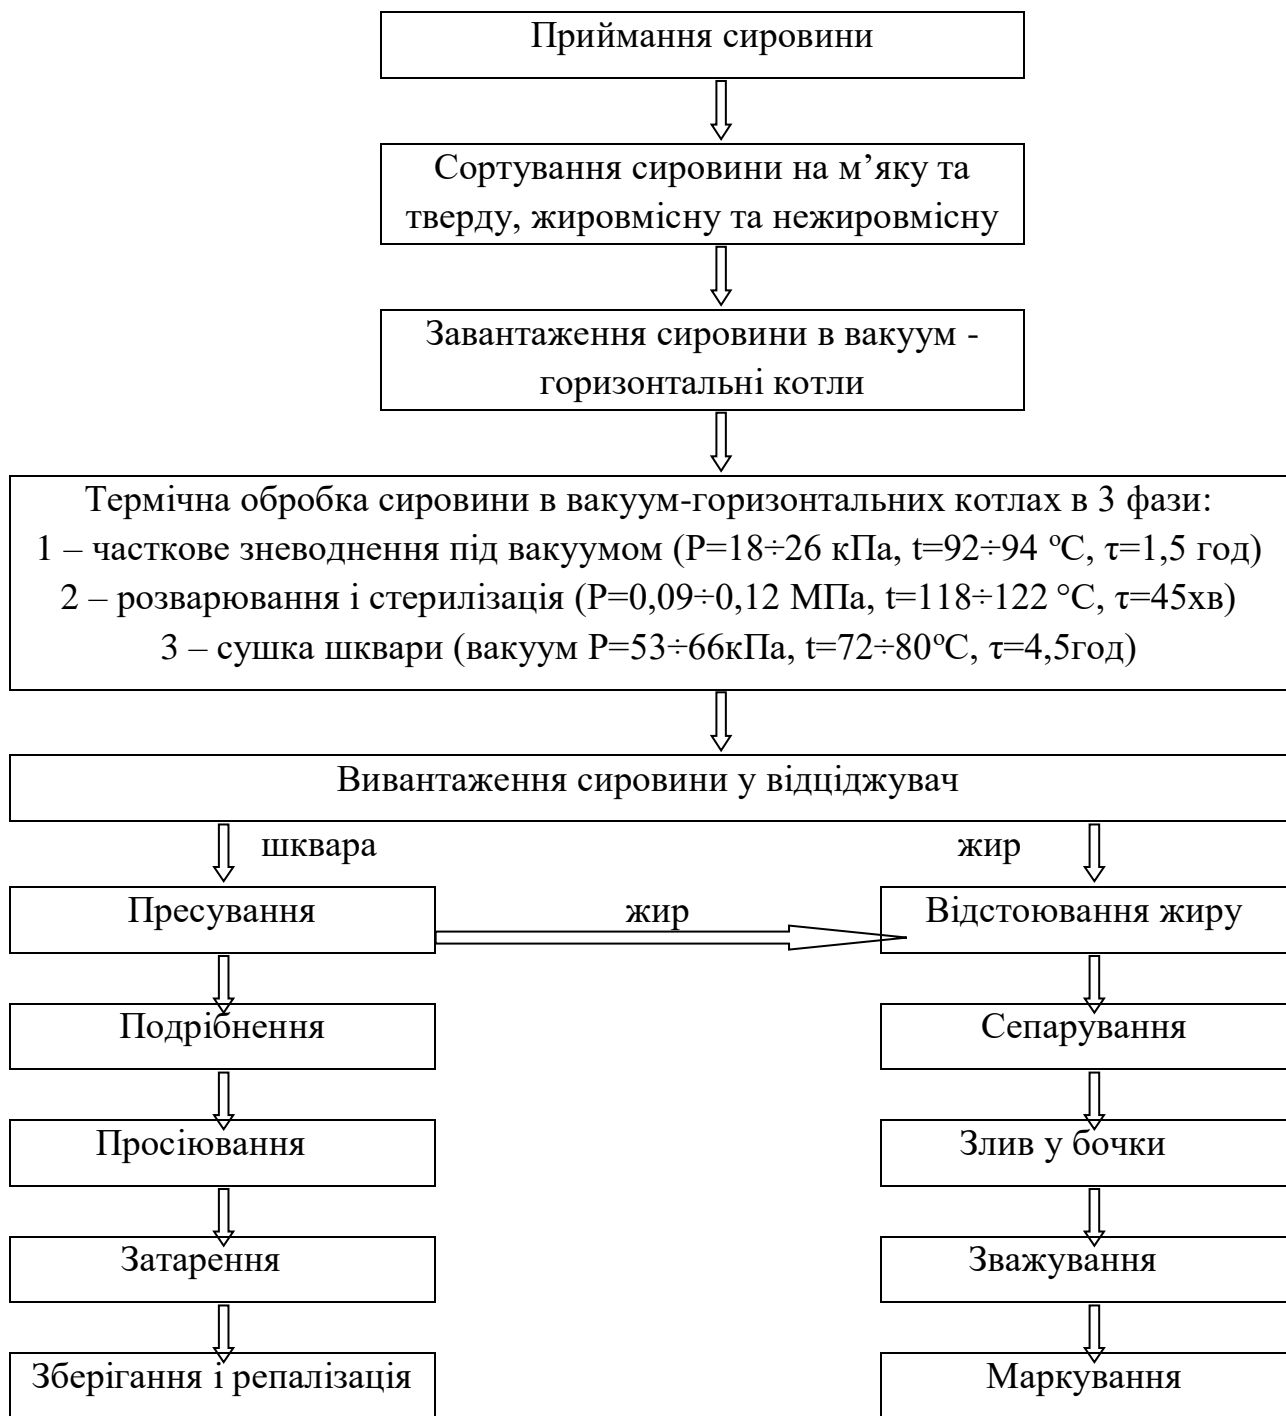 Приймання сировини
Сортування сировини на м’яку та
тверду, жировмісну та нежировмісну
Завантаження сировини в вакуум -
горизонтальні котли
Термічна обробка сировини в вакуум-горизонтальних котлах в 3 фази:
1 – часткове зневоднення під вакуумом (Р=18÷26 кПа, t=92÷94 ºС, τ=1,5 год)
2 – розварювання і стерилізація (Р=0,09÷0,12 МПа, t=118÷122 °С, τ=45хв)
3 – сушка шквари (вакуум Р=53÷66кПа, t=72÷80ºС, τ=4,5год)
Вивантаження сировини у відціджувач
шквара
жир
Пресування
жир
Відстоювання жиру
Подрібнення
Сепарування
Просіювання
Злив у бочки
Затарення
Зважування
Зберігання і репалізація
Маркування